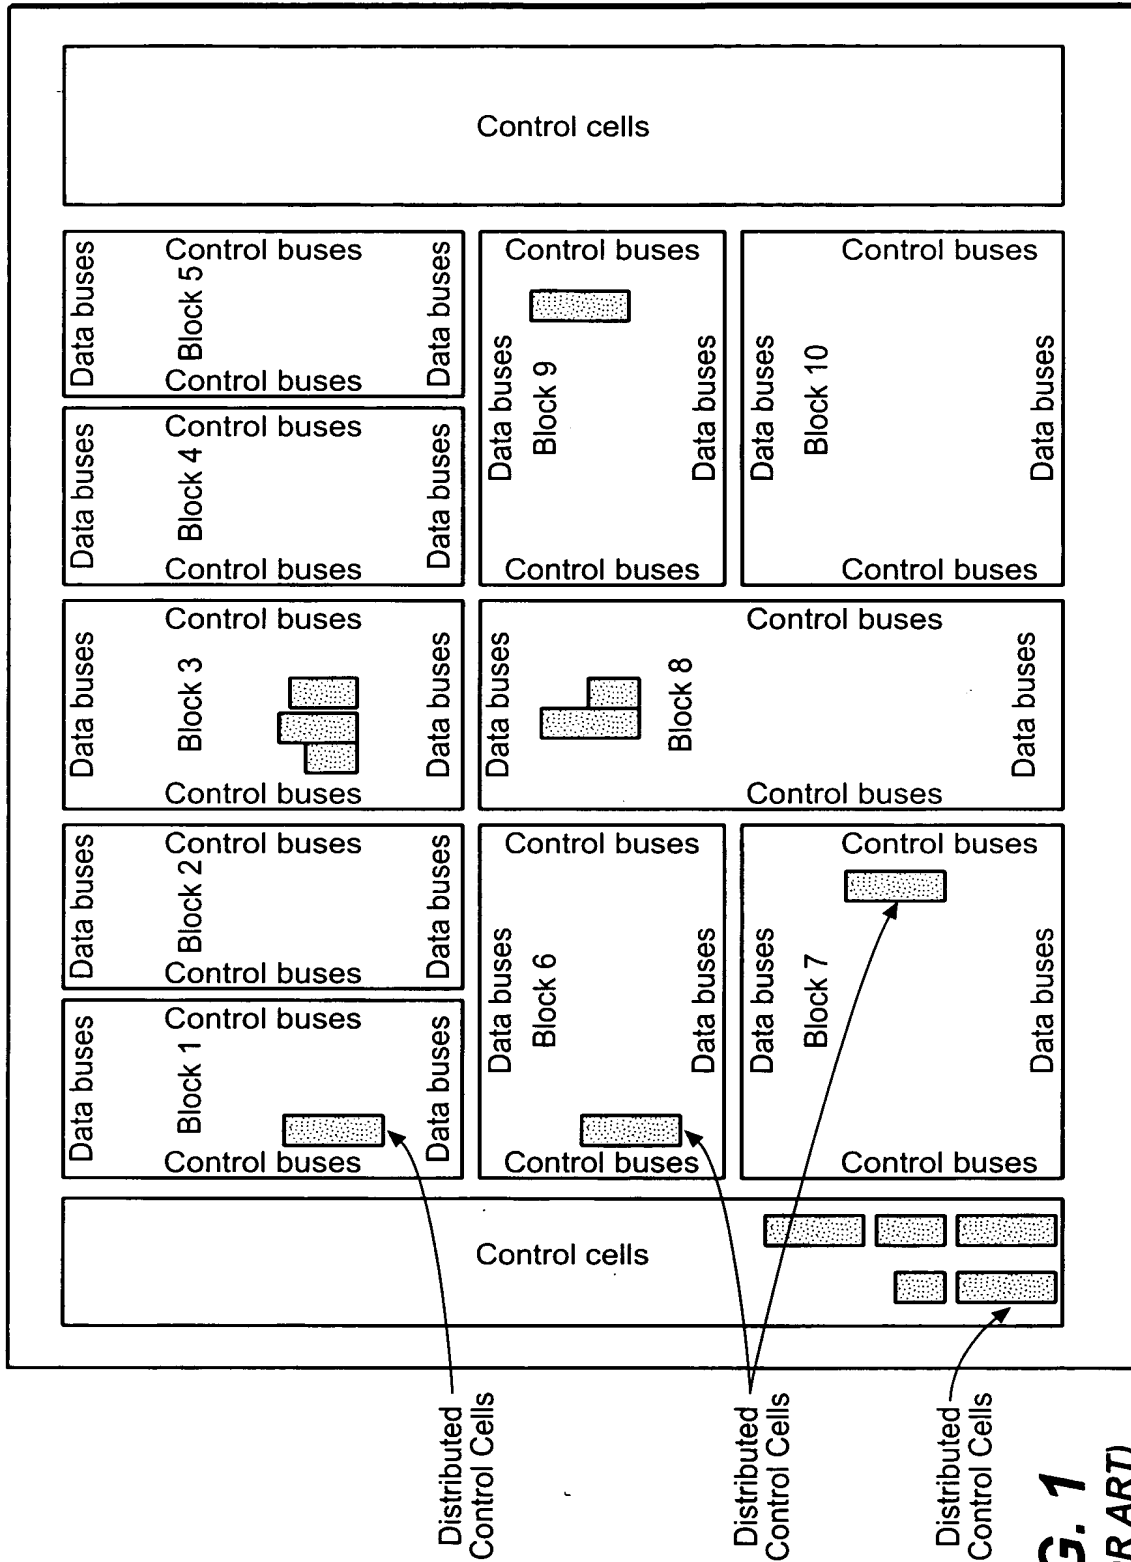 Control cells
Control buses
Data buses
Block 5
Data buses
Control buses
Control buses
Data buses
Block 9
Data buses
Control buses
Control buses
Data buses
Block 10
Data buses
Control buses
Control buses
Data buses
Block 4
Data buses
Control buses
Control buses
Data buses
Block 3
Data buses
Control buses
Control buses
Data buses
Block 8
Data buses
Control buses
Control buses
Data buses
Block 2
Data buses
Control buses
Control buses
Data buses
Block 6
Data buses
Control buses
Control buses
Data buses
Block 7
Data buses
Control buses
Control buses
Data buses
Block 1
Data buses
Control buses
Control cells
Distributed
Control Cells
Distributed
Control Cells
Distributed
Control Cells
G. 1
OR ART)